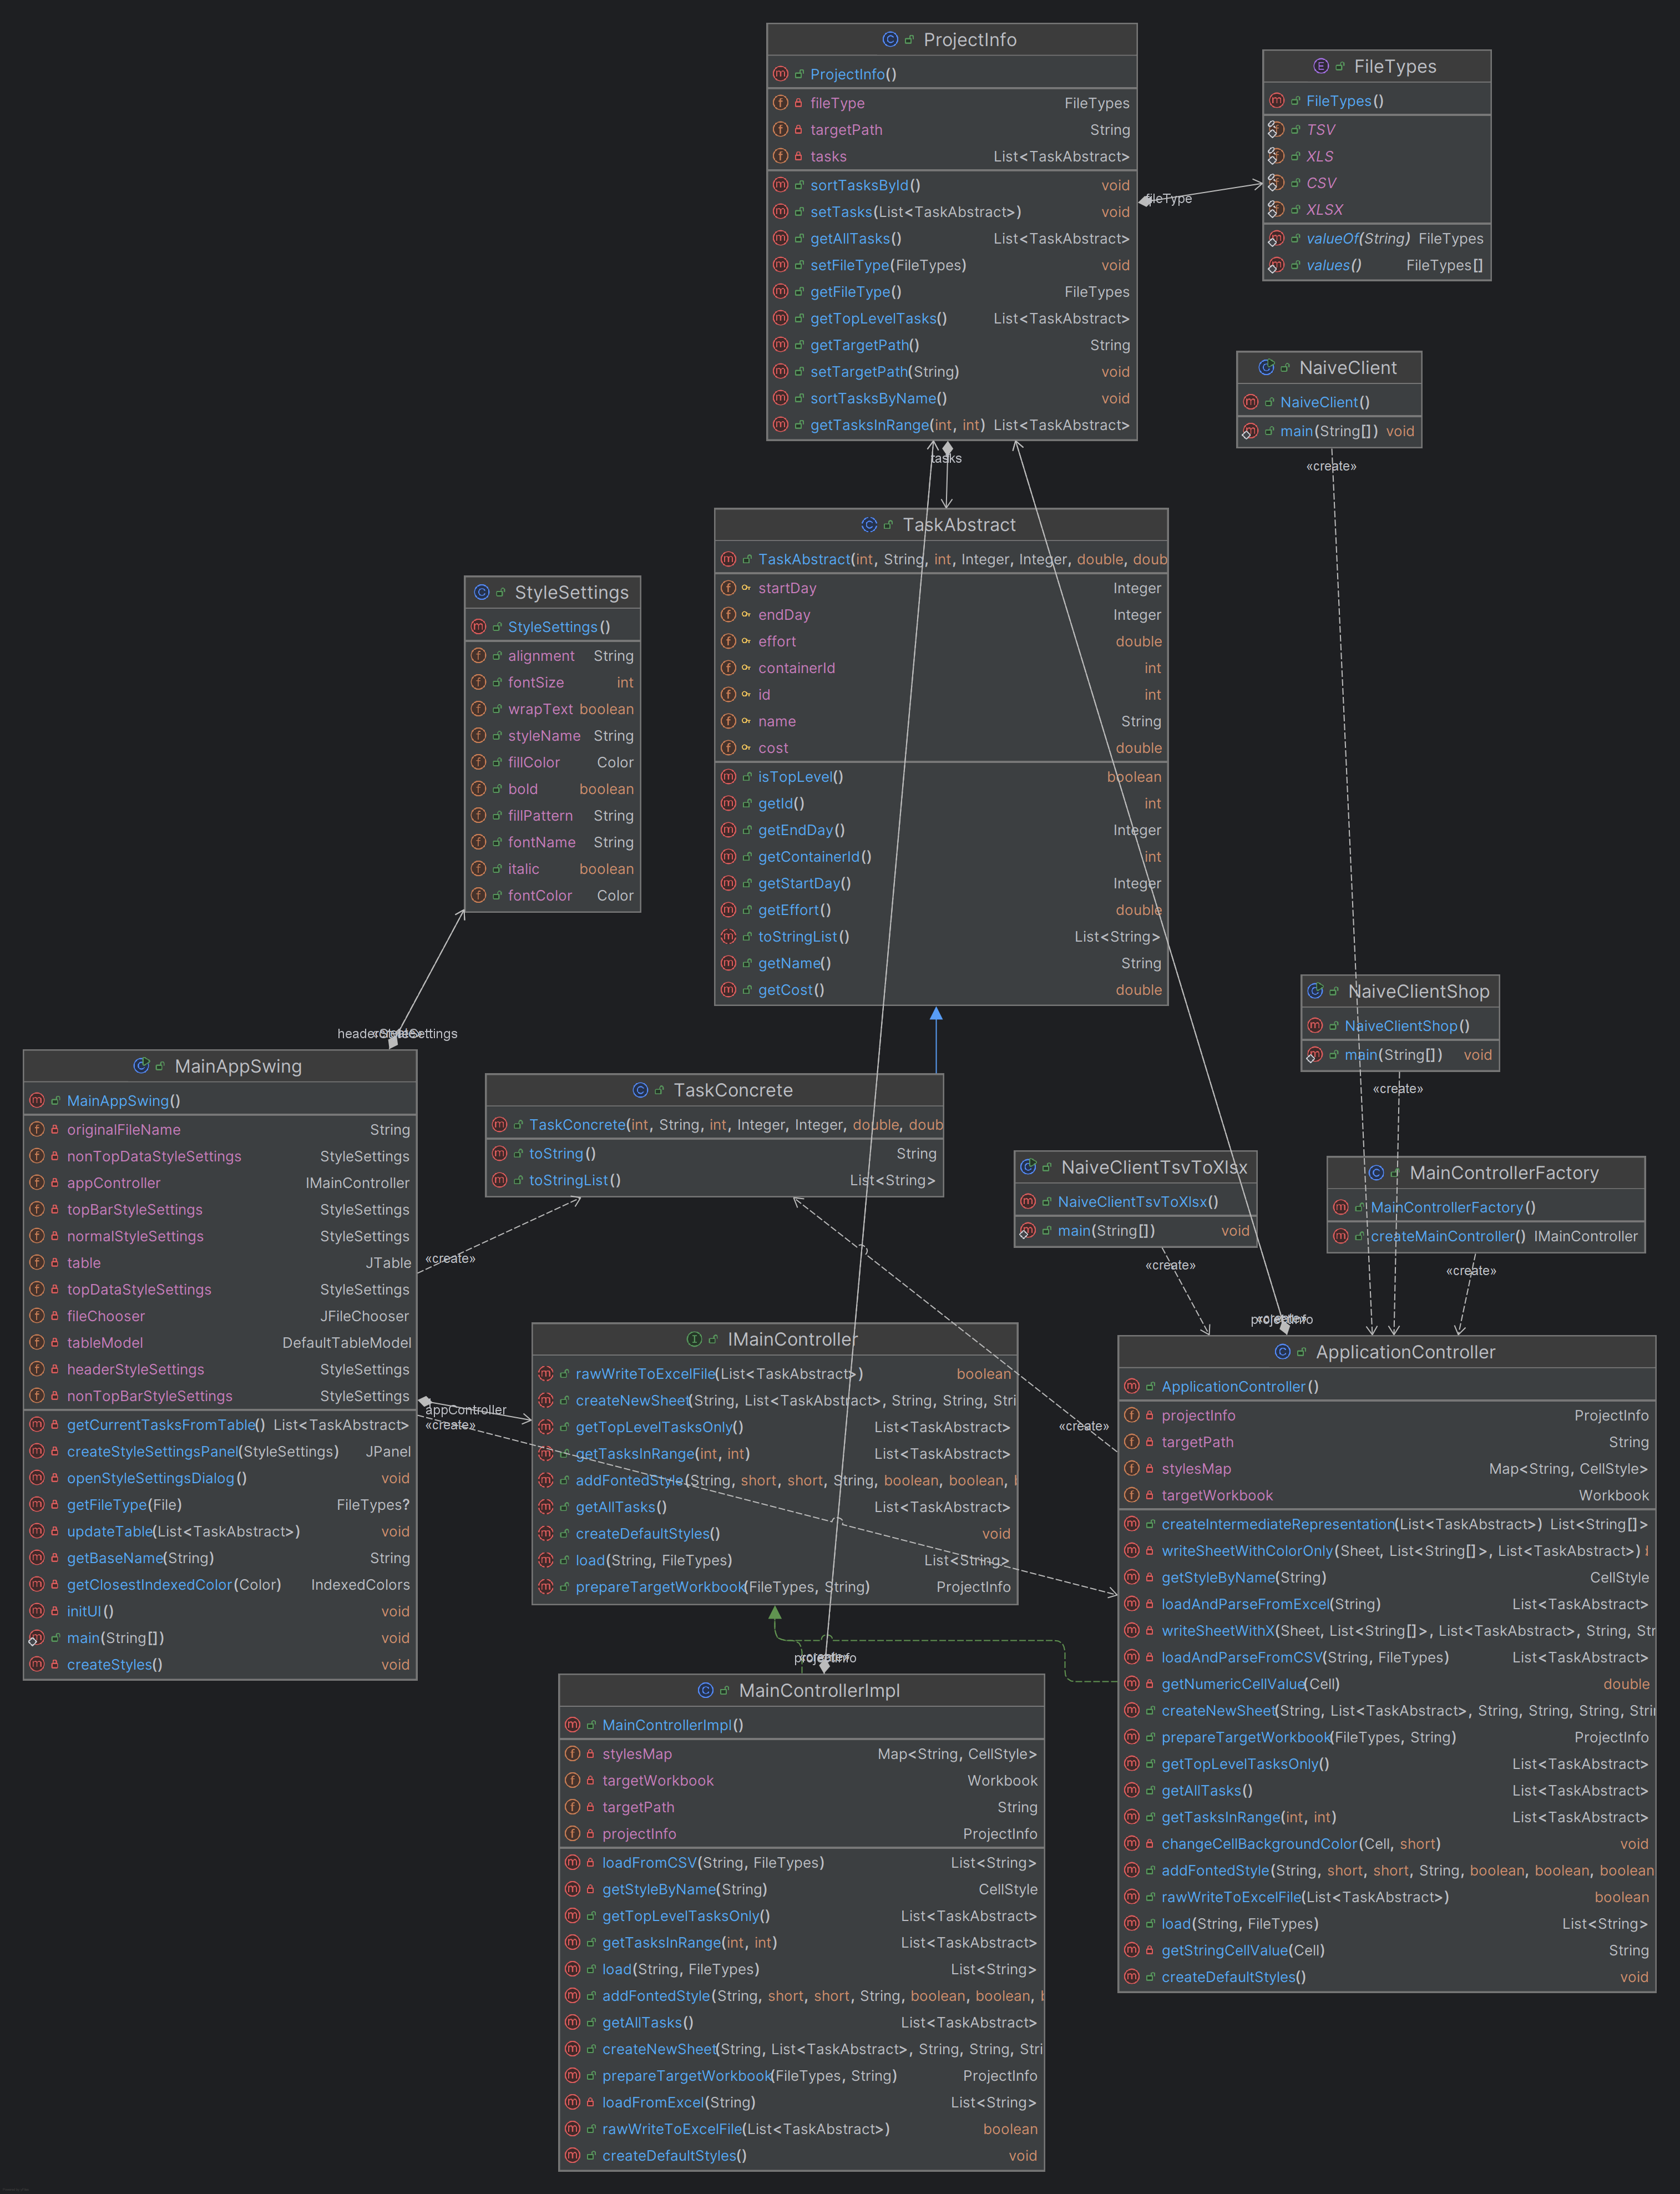 ProjectInfo
ProjectInfo()
fileType FileTypes
targetPath String
tasks List<TaskAbstract>
sortTasksById() void
setTasks(List<TaskAbstract>) void
getAllTasks() List<TaskAbstract>
setFileType(FileTypes) void
getFileType() FileTypes
getTopLevelTasks() List<TaskAbstract>
getTargetPath() String
setTargetPath(String) void
sortTasksByName() void
getTasksInRange(int, int) List<TaskAbstract>
FileTypes
FileTypes()
TSV
XLS
CSV
XLSX
valueOf(String) FileTypes
values() FileTypes[]
fileType
NaiveClient
NaiveClient()
main(String[]) void
«create»
tasks
TaskAbstract
TaskAbstract(int, String, int, Integer, Integer, double, doub
startDay Integer
endDay Integer
effort double
containerId int
id int
name String
cost double
isTopLevel() boolean
getId() int
getEndDay() Integer
getContainerId() int
getStartDay() Integer
getEffort() double
toStringList() List<String>
getName() String
getCost() double
StyleSettings
StyleSettings()
alignment String
fontSize int
wrapText boolean
styleName String
fillColor Color
bold boolean
fillPattern String
fontName String
italic boolean
fontColor Color
MainAppSwing
MainAppSwing()
originalFileName String
nonTopDataStyleSettings StyleSettings
appController IMainController
topBarStyleSettings StyleSettings
normalStyleSettings StyleSettings
table JTable
topDataStyleSettings StyleSettings
fileChooser JFileChooser
tableModel DefaultTableModel
headerStyleSettings StyleSettings
nonTopBarStyleSettings StyleSettings
getCurrentTasksFromTable() List<TaskAbstract>
createStyleSettingsPanel(StyleSettings) JPanel
openStyleSettingsDialog() void
getFileType(File) FileTypes?
updateTable(List<TaskAbstract>) void
getBaseName(String) String
getClosestIndexedColor(Color) IndexedColors
initUI() void
main(String[]) void
createStyles() void
TaskConcrete
TaskConcrete(int, String, int, Integer, Integer, double, doub
toString() String
toStringList() List<String>
«create»
NaiveClientShop
NaiveClientShop()
main(String[]) void
«create»
NaiveClientTsvToXlsx
NaiveClientTsvToXlsx()
main(String[]) void
«create»
MainControllerFactory
MainControllerFactory()
createMainController() IMainController
«create»
IMainController
rawWriteToExcelFile(List<TaskAbstract>) boolean
createNewSheet(String, List<TaskAbstract>, String, String, Stri
getTopLevelTasksOnly() List<TaskAbstract>
getTasksInRange(int, int) List<TaskAbstract>
addFontedStyle(String, short, short, String, boolean, boolean, b
getAllTasks() List<TaskAbstract>
createDefaultStyles() void
load(String, FileTypes) List<String>
prepareTargetWorkbook(FileTypes, String) ProjectInfo
appController
«create»
«create»
projectInfo
ApplicationController
ApplicationController()
projectInfo ProjectInfo
targetPath String
stylesMap Map<String, CellStyle>
targetWorkbook Workbook
createIntermediateRepresentation(List<TaskAbstract>) List<String[]>
writeSheetWithColorOnly(Sheet, List<String[]>, List<TaskAbstract>)
getStyleByName(String) CellStyle
loadAndParseFromExcel(String) List<TaskAbstract>
writeSheetWithX(Sheet, List<String[]>, List<TaskAbstract>, String, Str
loadAndParseFromCSV(String, FileTypes) List<TaskAbstract>
getNumericCellValue(Cell) double
createNewSheet(String, List<TaskAbstract>, String, String, String, Stri
prepareTargetWorkbook(FileTypes, String) ProjectInfo
getTopLevelTasksOnly() List<TaskAbstract>
getAllTasks() List<TaskAbstract>
getTasksInRange(int, int) List<TaskAbstract>
changeCellBackgroundColor(Cell, short) void
addFontedStyle(String, short, short, String, boolean, boolean, boolean
rawWriteToExcelFile(List<TaskAbstract>) boolean
load(String, FileTypes) List<String>
getStringCellValue(Cell) String
createDefaultStyles() void
projectInfo
MainControllerImpl
MainControllerImpl()
stylesMap Map<String, CellStyle>
targetWorkbook Workbook
targetPath String
projectInfo ProjectInfo
loadFromCSV(String, FileTypes) List<String>
getStyleByName(String) CellStyle
getTopLevelTasksOnly() List<TaskAbstract>
getTasksInRange(int, int) List<TaskAbstract>
load(String, FileTypes) List<String>
addFontedStyle(String, short, short, String, boolean, boolean, b
getAllTasks() List<TaskAbstract>
createNewSheet(String, List<TaskAbstract>, String, String, Stri
prepareTargetWorkbook(FileTypes, String) ProjectInfo
loadFromExcel(String) List<String>
rawWriteToExcelFile(List<TaskAbstract>) boolean
createDefaultStyles() void